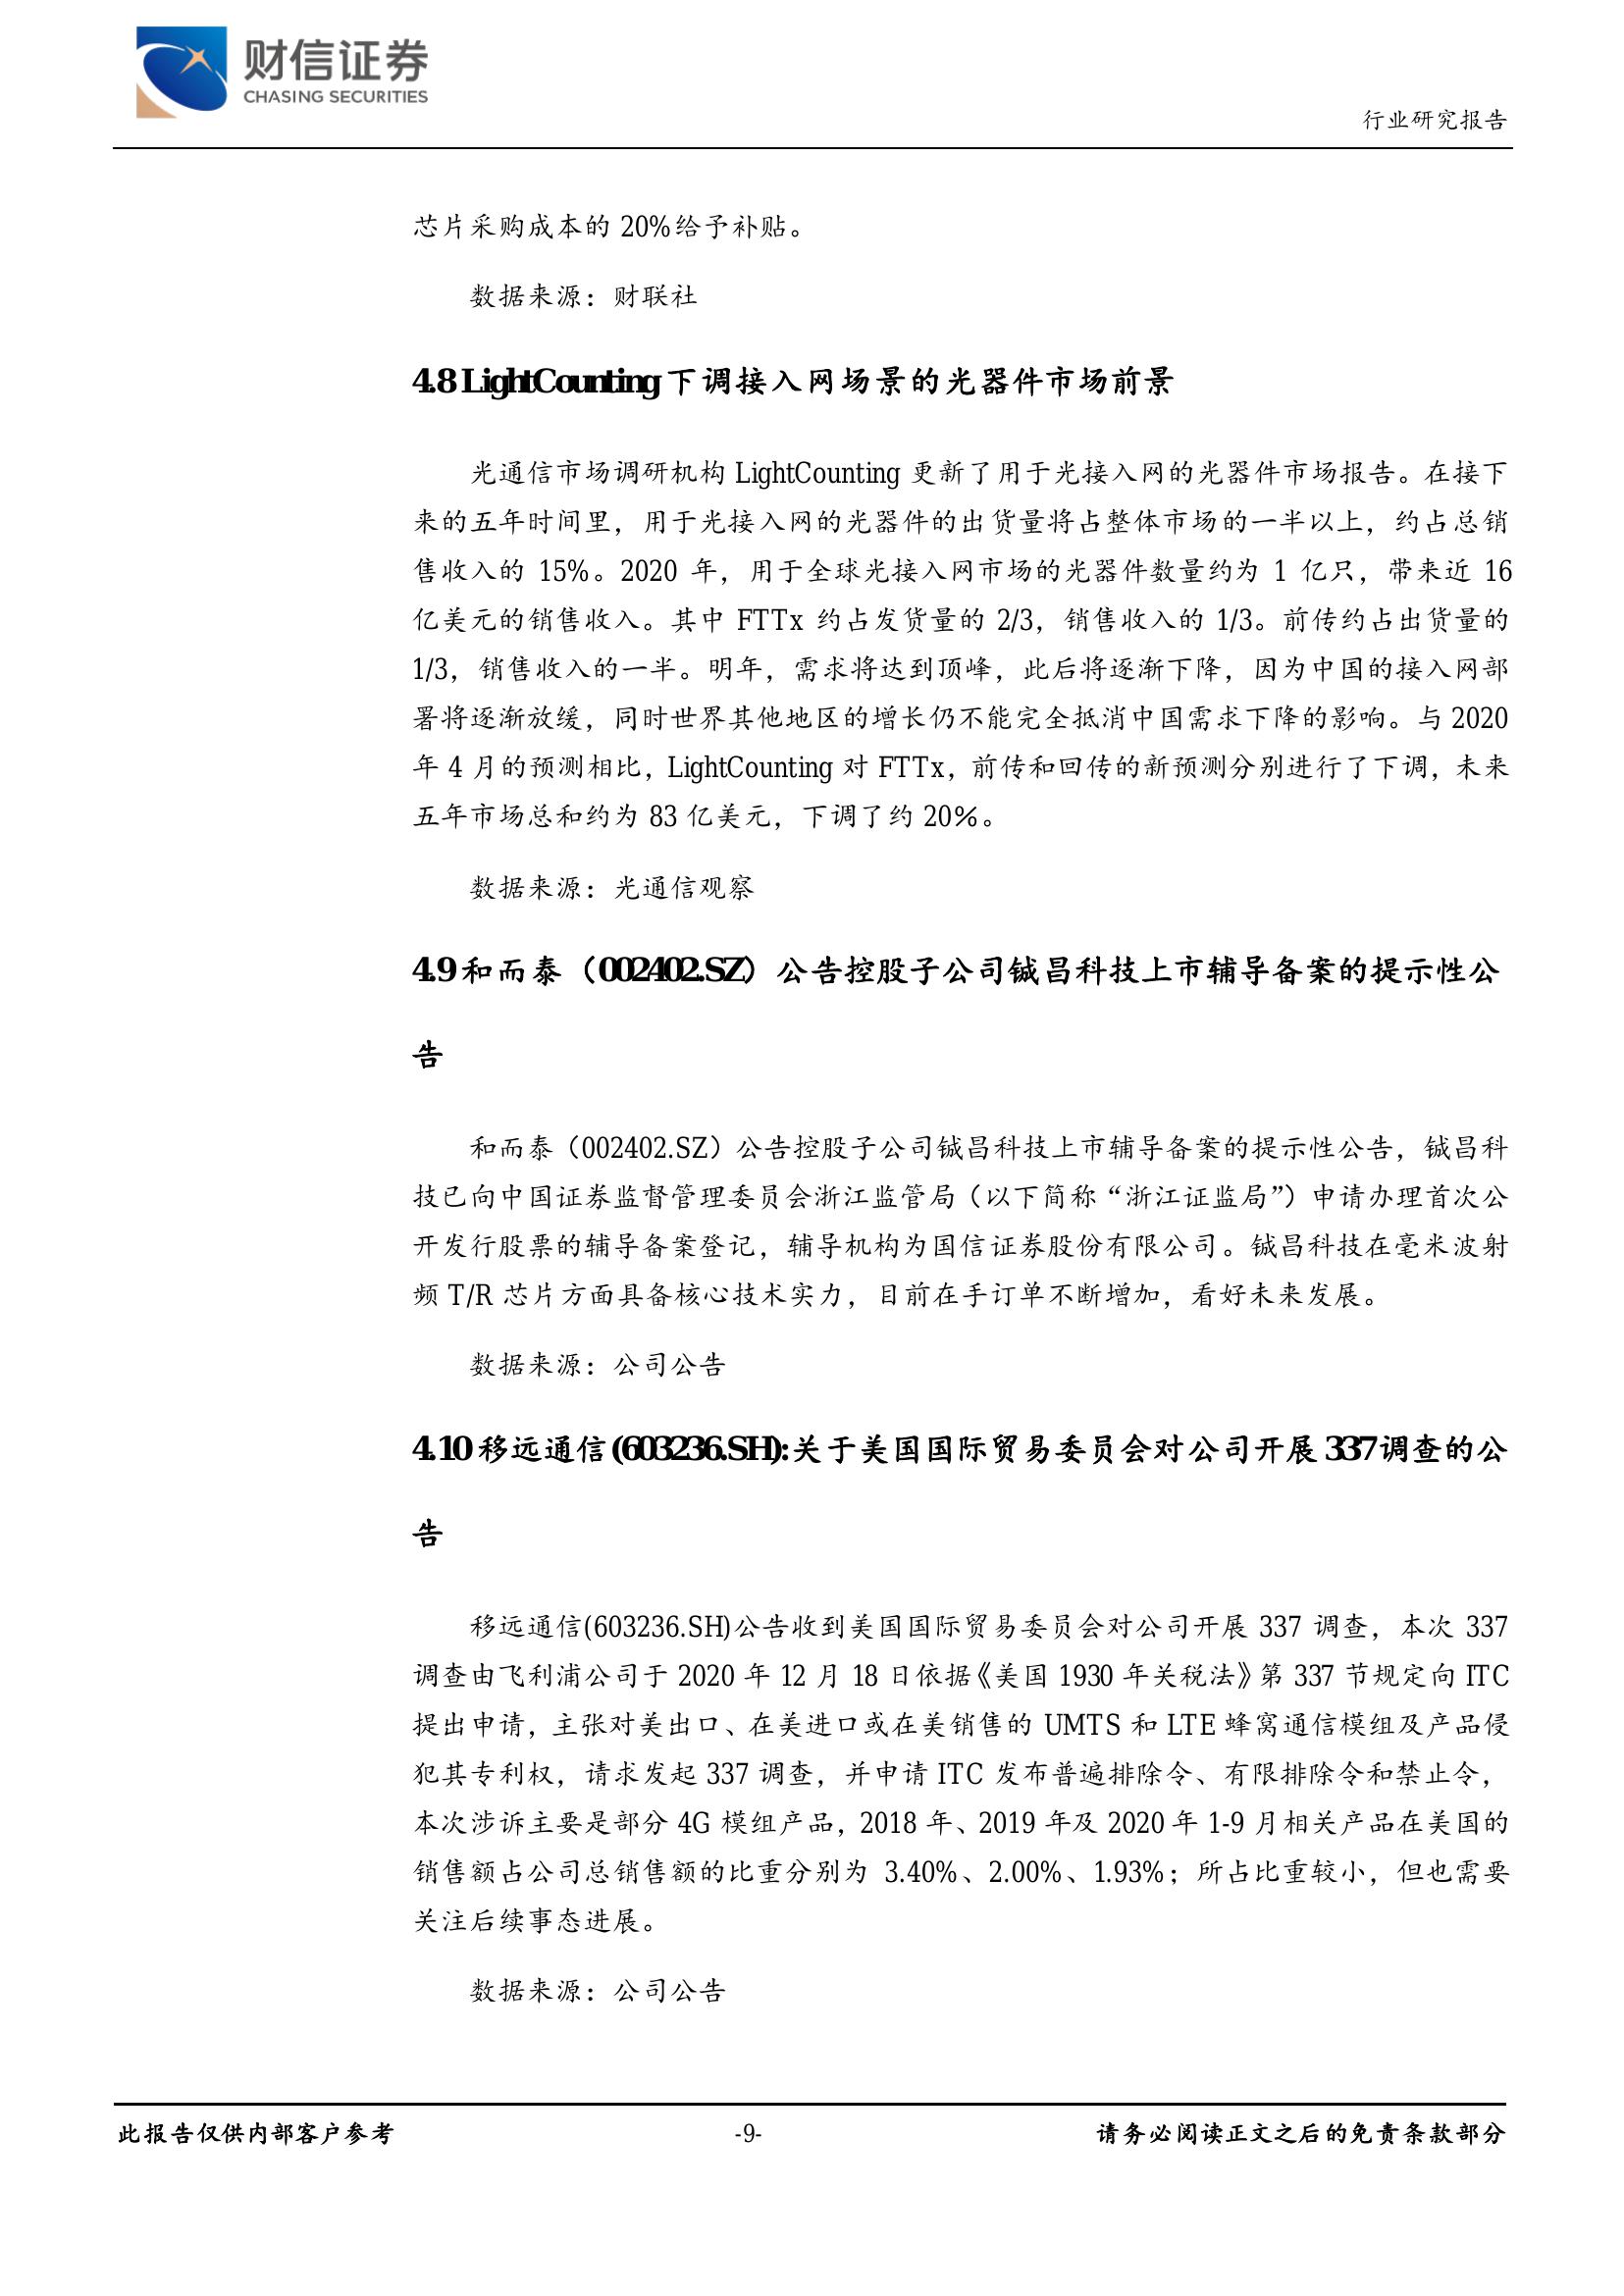 财信证券
CHASING SECURITIES
行业研究报告
芯片采购成本的 20%给予补贴。
数据来源：财联社
4.8 LightCounting 下调接入网场景的光器件市场前景
光通信市场调研机构 LightCounting 更新了用于光接入网的光器件市场报告。在接下
来的五年时间里，用于光接入网的光器件的出货量将占整体市场的一半以上，约占总销
售收入的 15%。2020 年，用于全球光接入网市场的光器件数量约为 1 亿只，带来近 16
亿美元的销售收入。其中 FTTx 约占发货量的 2/3，销售收入的 1/3。前传约占出货量的
1/3，销售收入的一半。明年，需求将达到顶峰，此后将逐渐下降，因为中国的接入网部
署将逐渐放缓，同时世界其他地区的增长仍不能完全抵消中国需求下降的影响。与 2020
年 4 月的预测相比，LightCounting 对 FTTx，前传和回传的新预测分别进行了下调，未来
五年市场总和约为 83 亿美元，下调了约 20%。
数据来源：光通信观察
4.9 和而泰（002402.SZ）公告控股子公司铖昌科技上市辅导备案的提示性公
告
和而泰（002402.SZ）公告控股子公司铖昌科技上市辅导备案的提示性公告，铖昌科
技已向中国证券监督管理委员会浙江监管局（以下简称“浙江证监局”）申请办理首次公
开发行股票的辅导备案登记，辅导机构为国信证券股份有限公司。铖昌科技在毫米波射
频 T/R 芯片方面具备核心技术实力，目前在手订单不断增加，看好未来发展。
数据来源：公司公告
4.10 移远通信(603236.SH):关于美国国际贸易委员会对公司开展 337 调查的公
告
移远通信(603236.SH)公告收到美国国际贸易委员会对公司开展 337 调查，本次 337
调查由飞利浦公司于 2020 年 12 月 18 日依据《美国 1930 年关税法》第 337 节规定向 ITC
提出申请，主张对美出口、在美进口或在美销售的 UMTS 和 LTE 蜂窝通信模组及产品侵
犯其专利权，请求发起 337 调查，并申请 ITC 发布普遍排除令、有限排除令和禁止令，
本次涉诉主要是部分 4G 模组产品，2018 年、2019 年及 2020 年 1-9 月相关产品在美国的
销售额占公司总销售额的比重分别为 3.40%、2.00%、1.93%；所占比重较小，但也需要
关注后续事态进展。
数据来源：公司公告
此报告仅供内部客户参考
-9-
请务必阅读正文之后的免责条款部分